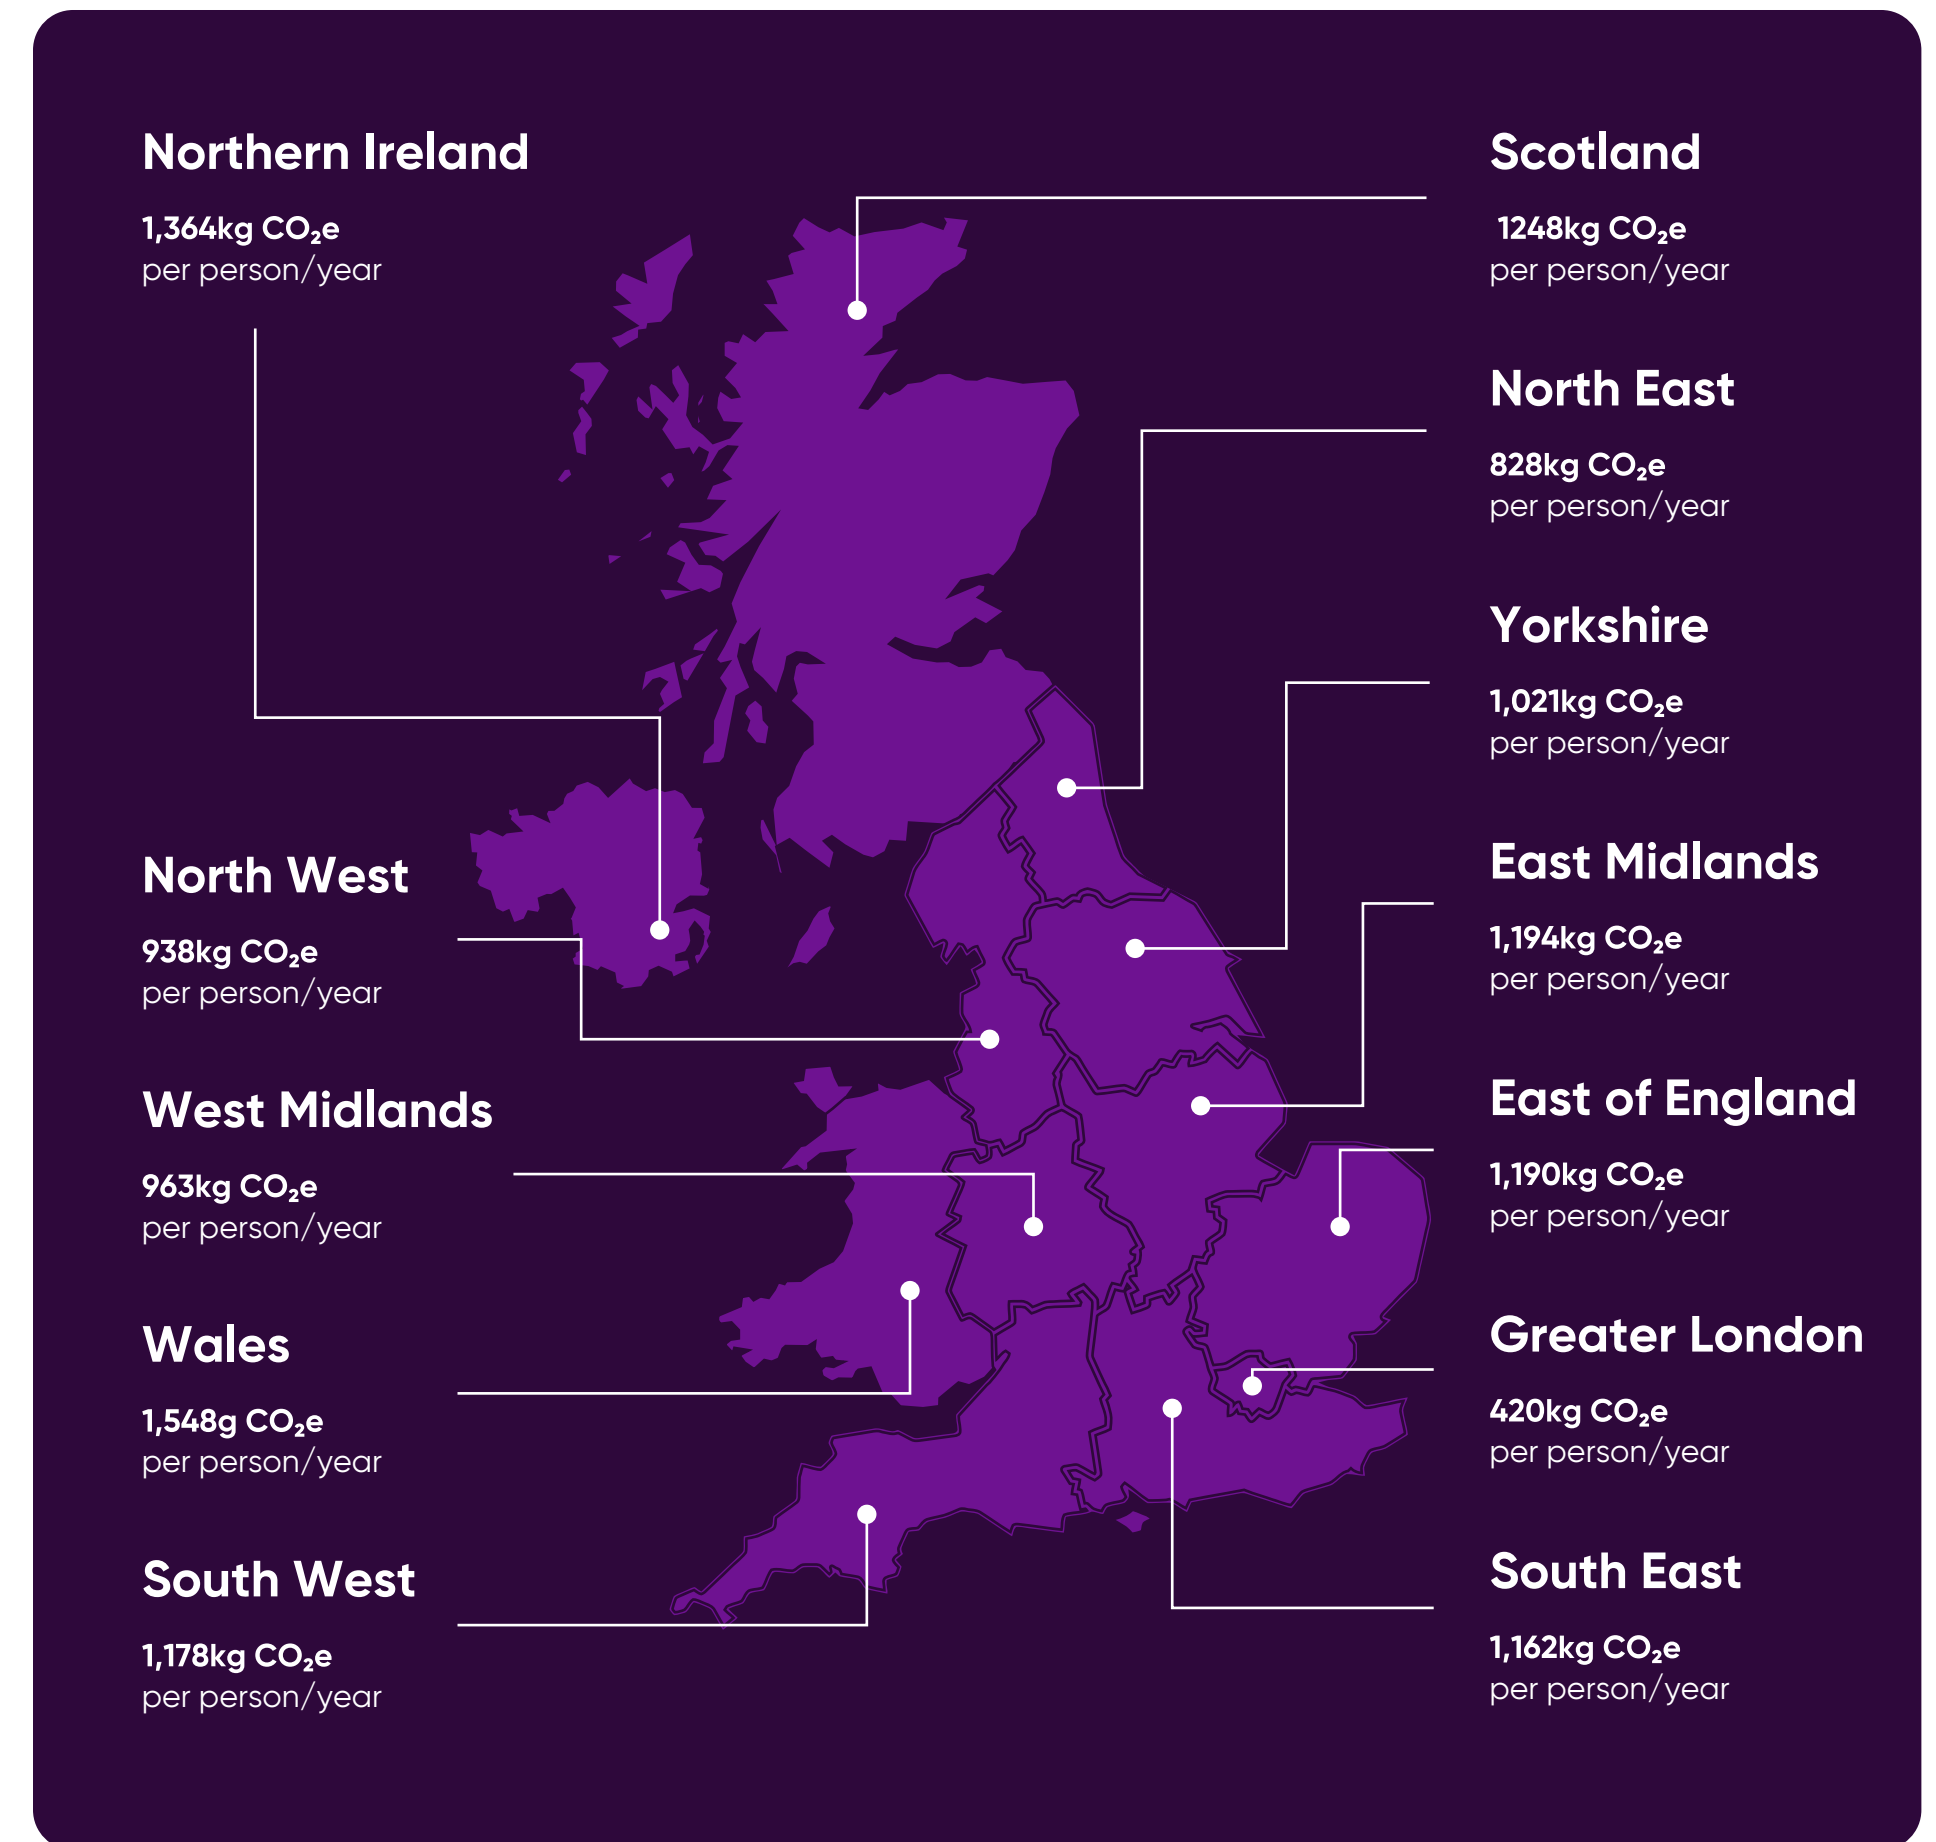 Northern Ireland
1,364kg CO₂e
per person/year
North West
938kg CO₂e
per person/year
West Midlands
963kg CO₂e
per person/year
Wales
1,548g CO₂e
per person/year
South West
1,178kg CO₂e
per person/year
Scotland
1248kg CO₂e
per person/year
North East
828kg CO₂e
per person/year
Yorkshire
1,021kg CO₂e
per person/year
East Midlands
1,194kg CO₂e
per person/year
East of England
1,190kg CO₂e
per person/year
Greater London
420kg CO₂e
per person/year
South East
1,162kg CO₂e
per person/year